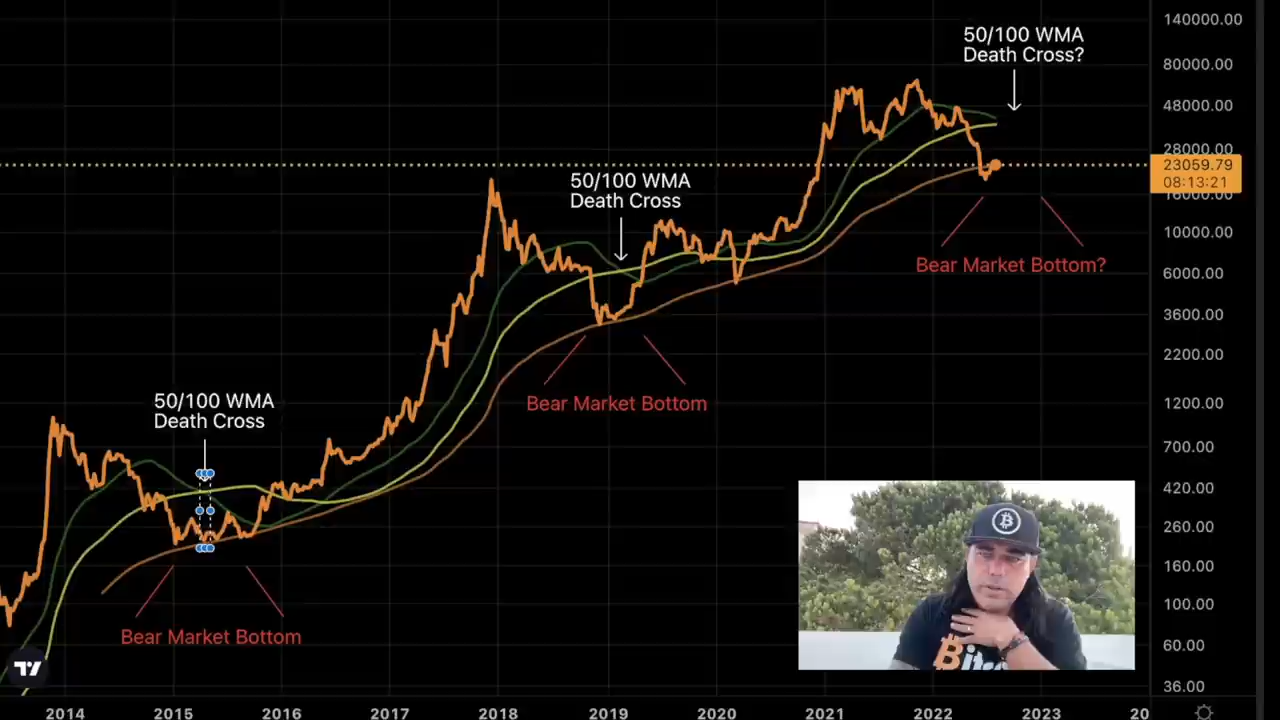 50/100 WMA
Death Cross?
140000.00
80000.00
48000.00
28000.00
23059.79
08:13:21
16000.00
10000.00
6000.00
3600.00
2200.00
1200.00
700.00
420.00
260.00
160.00
100.00
60.00
36.00
50/100 WMA
Death Cross
Bear Market Bottom?
50/100 WMA
Death Cross
Bear Market Bottom
Bear Market Bottom
Bitco
2014 2015 2016 2017 2018 2019 2020 2021 2022 2023 20